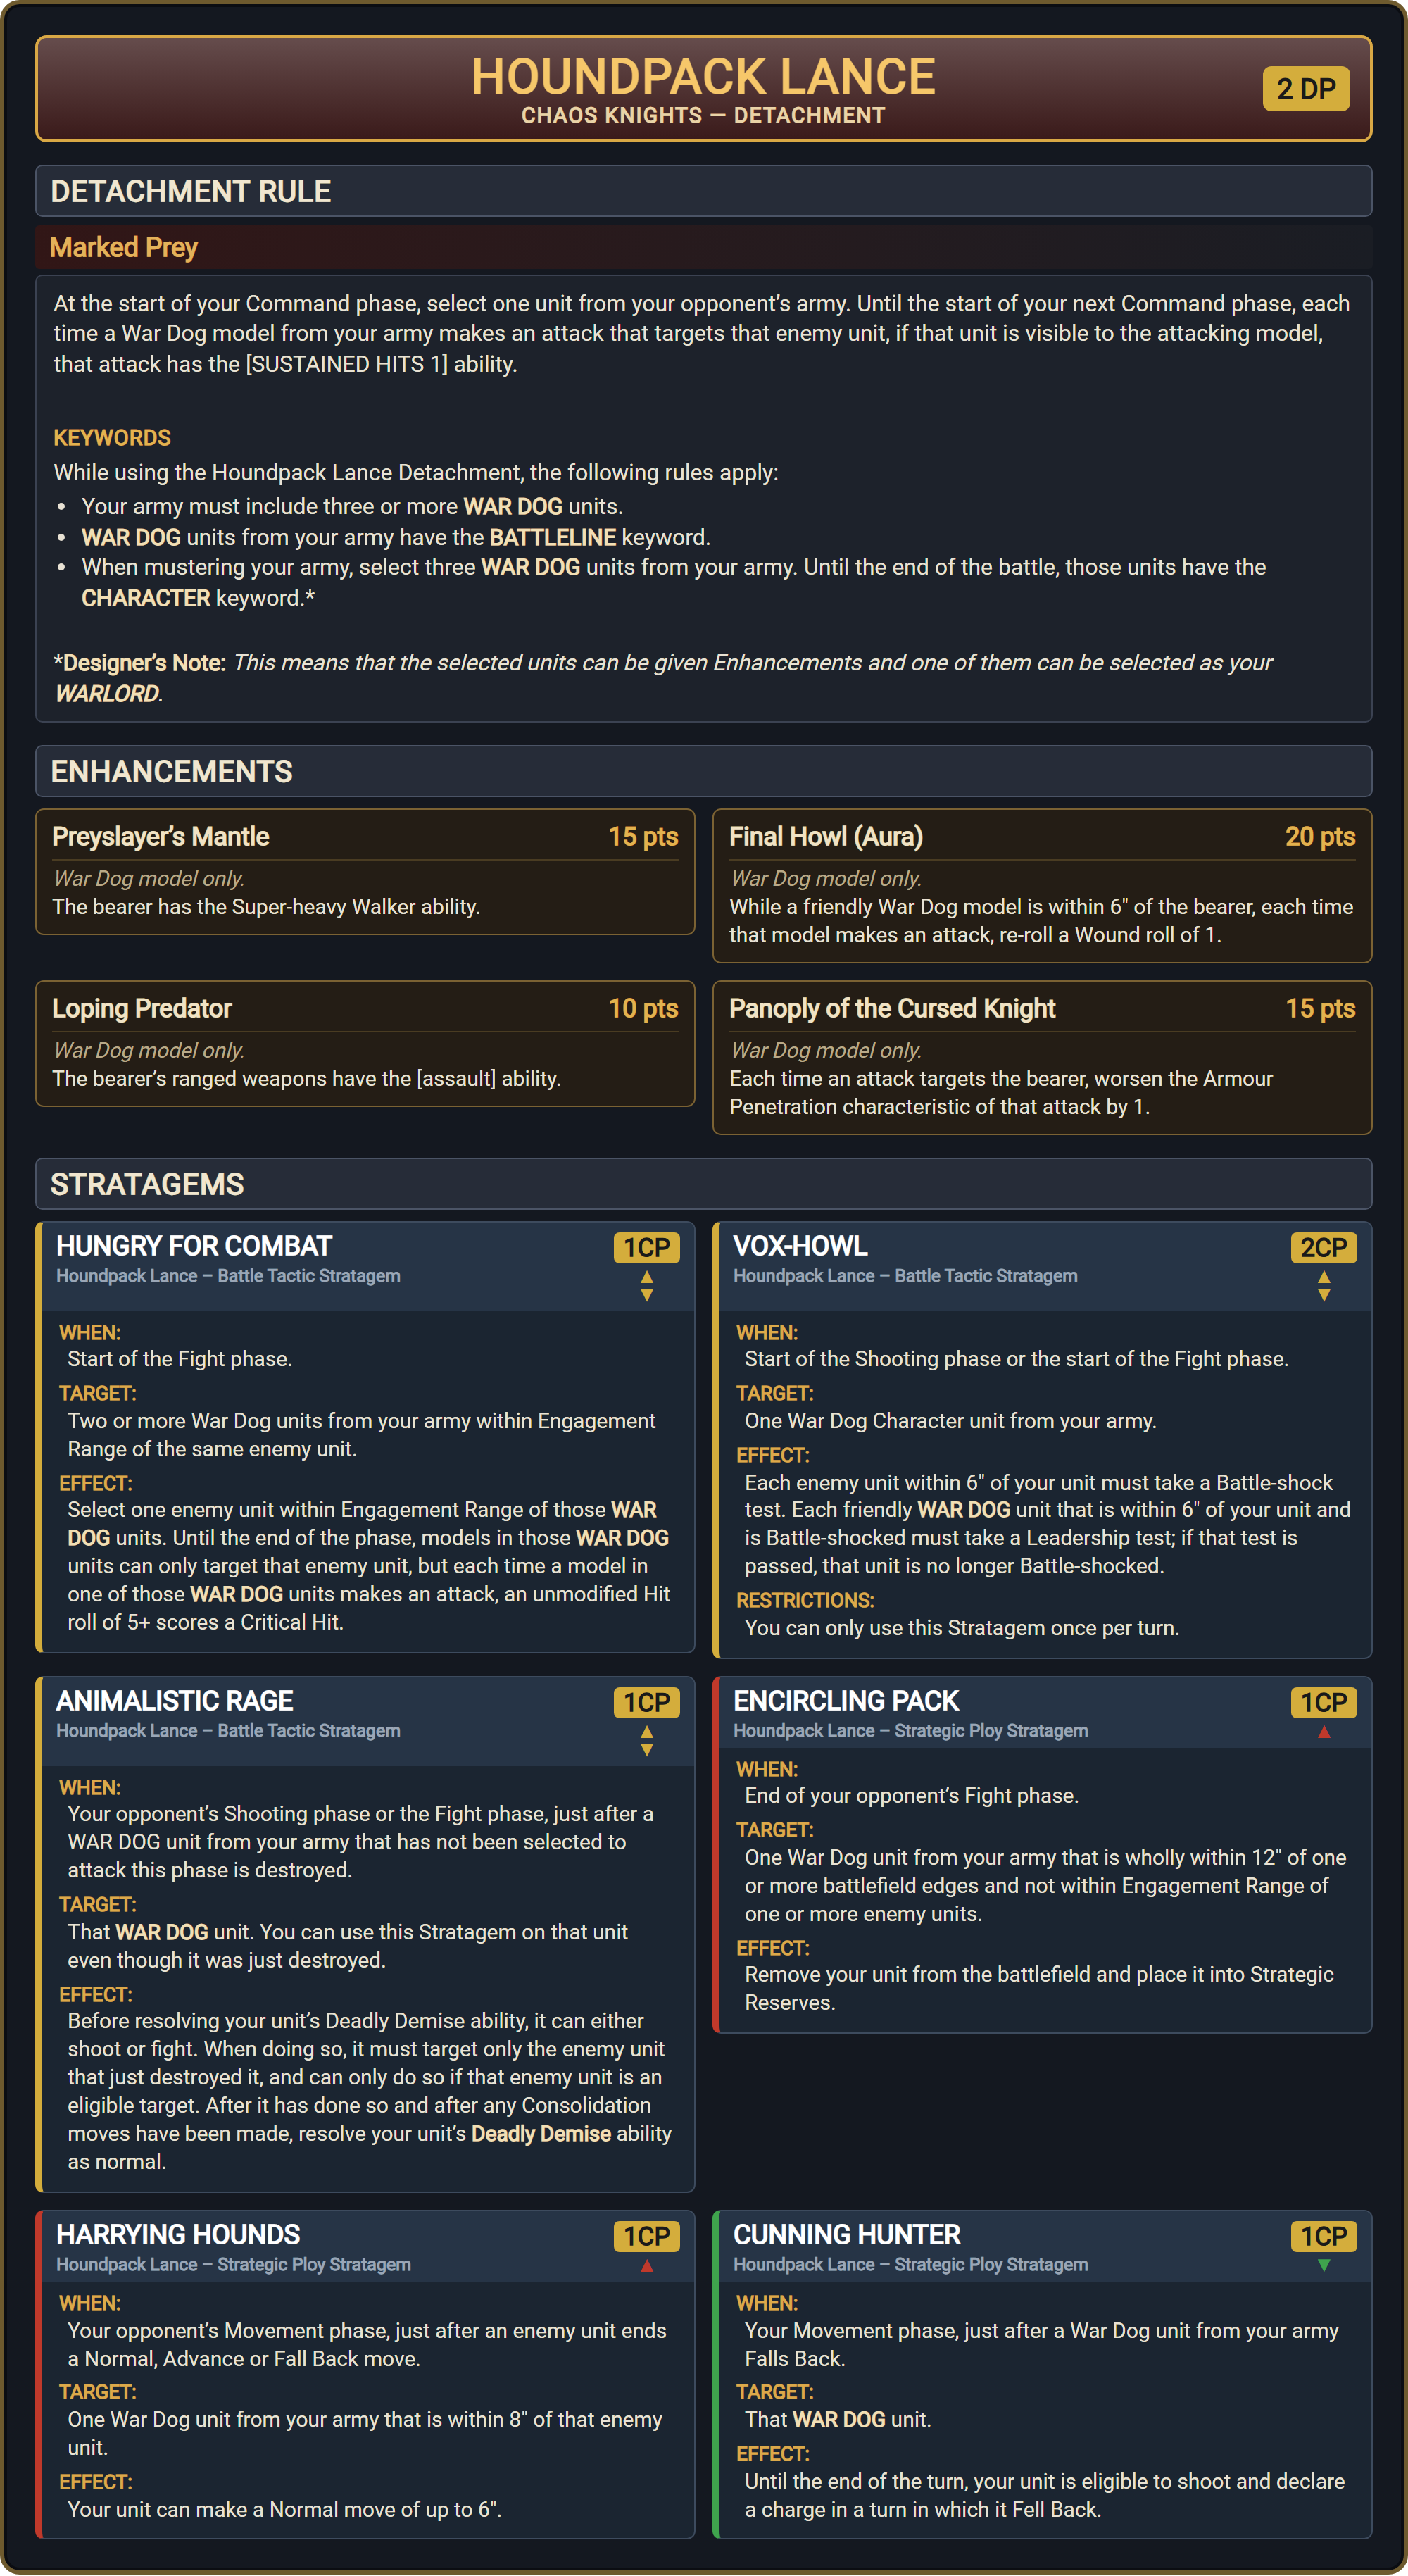 HOUNDPACK LANCE
CHAOS KNIGHTS — DETACHMENT
2 DP
DETACHMENT RULE
Marked Prey
At the start of your Command phase, select one unit from your opponent’s army. Until the start of your next Command phase, each
time a War Dog model from your army makes an attack that targets that enemy unit, if that unit is visible to the attacking model,
that attack has the [SUSTAINED HITS 1] ability.
KEYWORDS
While using the Houndpack Lance Detachment, the following rules apply:
• Your army must include three or more WAR DOG units.
• WAR DOG units from your army have the BATTLELINE keyword.
• When mustering your army, select three WAR DOG units from your army. Until the end of the battle, those units have the
CHARACTER keyword.*
*Designer’s Note: This means that the selected units can be given Enhancements and one of them can be selected as your
WARLORD.
ENHANCEMENTS
Preyslayer’s Mantle 15 pts
War Dog model only.
The bearer has the Super-heavy Walker ability.
Final Howl (Aura) 20 pts
War Dog model only.
While a friendly War Dog model is within 6" of the bearer, each time
that model makes an attack, re-roll a Wound roll of 1.
Loping Predator 10 pts
War Dog model only.
The bearer’s ranged weapons have the [assault] ability.
Panoply of the Cursed Knight 15 pts
War Dog model only.
Each time an attack targets the bearer, worsen the Armour
Penetration characteristic of that attack by 1.
STRATAGEMS
HUNGRY FOR COMBAT 1CP
Houndpack Lance – Battle Tactic Stratagem
▲
▼
WHEN:
Start of the Fight phase.
TARGET:
Two or more War Dog units from your army within Engagement
Range of the same enemy unit.
EFFECT:
Select one enemy unit within Engagement Range of those WAR
DOG units. Until the end of the phase, models in those WAR DOG
units can only target that enemy unit, but each time a model in
one of those WAR DOG units makes an attack, an unmodified Hit
roll of 5+ scores a Critical Hit.
VOX-HOWL 2CP
Houndpack Lance – Battle Tactic Stratagem
▲
▼
WHEN:
Start of the Shooting phase or the start of the Fight phase.
TARGET:
One War Dog Character unit from your army.
EFFECT:
Each enemy unit within 6" of your unit must take a Battle-shock
test. Each friendly WAR DOG unit that is within 6" of your unit and
is Battle-shocked must take a Leadership test; if that test is
passed, that unit is no longer Battle-shocked.
RESTRICTIONS:
You can only use this Stratagem once per turn.
ANIMALISTIC RAGE 1CP
Houndpack Lance – Battle Tactic Stratagem
▲
▼
WHEN:
Your opponent’s Shooting phase or the Fight phase, just after a
WAR DOG unit from your army that has not been selected to
attack this phase is destroyed.
TARGET:
That WAR DOG unit. You can use this Stratagem on that unit
even though it was just destroyed.
EFFECT:
Before resolving your unit’s Deadly Demise ability, it can either
shoot or fight. When doing so, it must target only the enemy unit
that just destroyed it, and can only do so if that enemy unit is an
eligible target. After it has done so and after any Consolidation
moves have been made, resolve your unit’s Deadly Demise ability
as normal.
ENCIRCLING PACK 1CP
Houndpack Lance – Strategic Ploy Stratagem
▲
WHEN:
End of your opponent’s Fight phase.
TARGET:
One War Dog unit from your army that is wholly within 12" of one
or more battlefield edges and not within Engagement Range of
one or more enemy units.
EFFECT:
Remove your unit from the battlefield and place it into Strategic
Reserves.
HARRYING HOUNDS 1CP
Houndpack Lance – Strategic Ploy Stratagem
▲
WHEN:
Your opponent’s Movement phase, just after an enemy unit ends
a Normal, Advance or Fall Back move.
TARGET:
One War Dog unit from your army that is within 8" of that enemy
unit.
EFFECT:
Your unit can make a Normal move of up to 6".
CUNNING HUNTER 1CP
Houndpack Lance – Strategic Ploy Stratagem
▼
WHEN:
Your Movement phase, just after a War Dog unit from your army
Falls Back.
TARGET:
That WAR DOG unit.
EFFECT:
Until the end of the turn, your unit is eligible to shoot and declare
a charge in a turn in which it Fell Back.